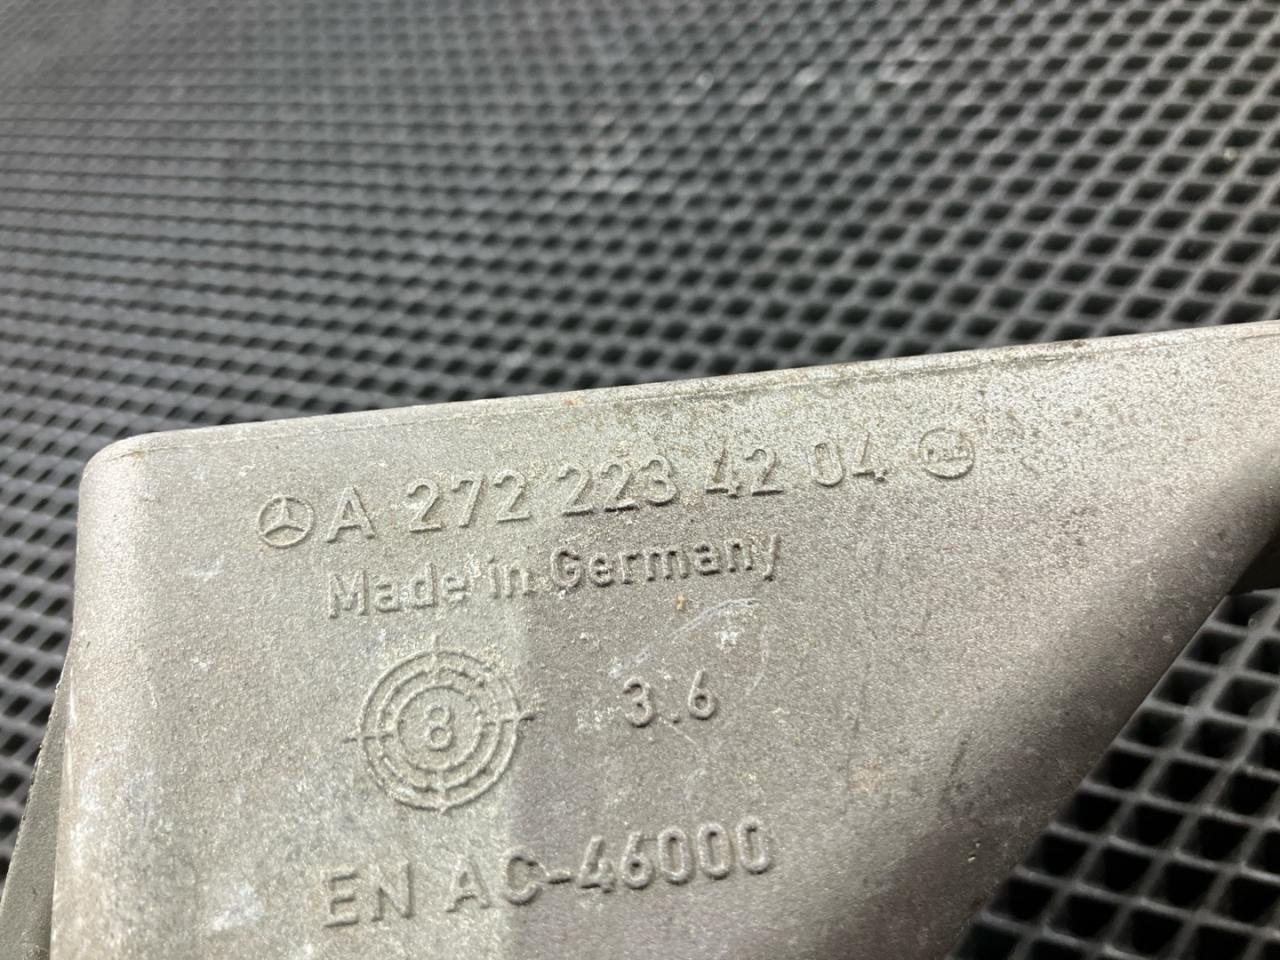 A 272 223 42 04
Made in Germany
8 3.6
EN AC-46000